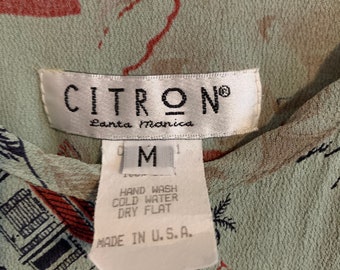 CITRON®
Santa Monica
M
HAND WASH
COLD WATER
DRY FLAT
MADE IN U.S.A.